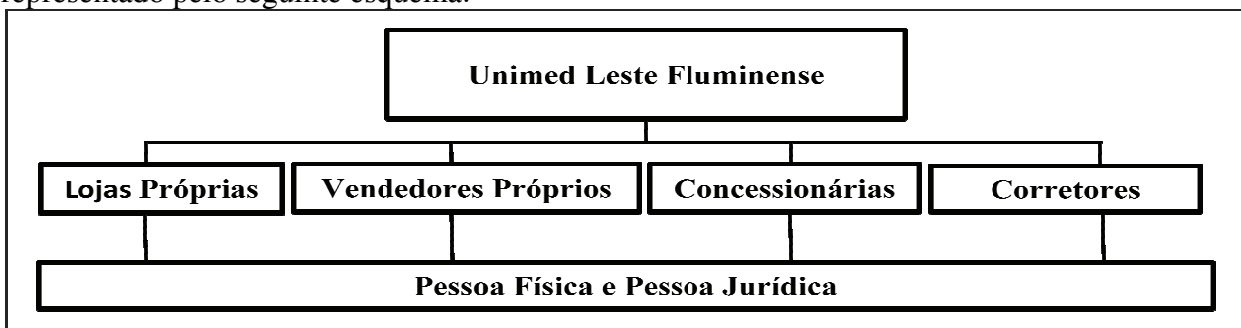 representado pelo seguinte esquema:
Unimed Leste Fluminense
Lojas Próprias Vendedores Próprios Concessionárias Corretores
Pessoa Física e Pessoa Jurídica